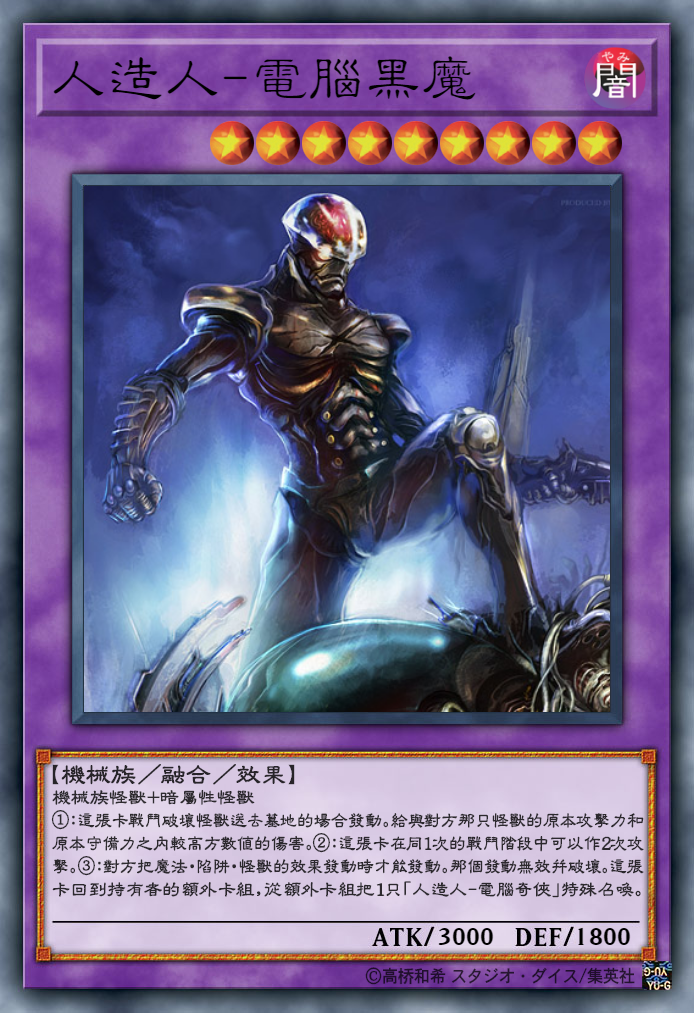 人造人-電腦黑魔
やみ
闇
PRODUCED BY
【機械族／融合／效果】
機械族怪獸+暗屬性怪獸
①:這張卡戰鬥破壞怪獸送去墓地的場合發動。給與對方那只怪獸的原本攻擊力和
原本守備力之內較高方數值的傷害。②:這張卡在同1次的戰鬥階段中可以作2次攻
擊。③:對方把魔法·陷阱·怪獸的效果發動時才能發動。那個發動無效并破壞。這張
卡回到持有者的額外卡組,從額外卡組把1只「人造人-電腦奇俠」特殊召喚。
ATK/3000 DEF/1800
©高桥和希 スタジオ・ダイス/集英社
YU-G
YU-G